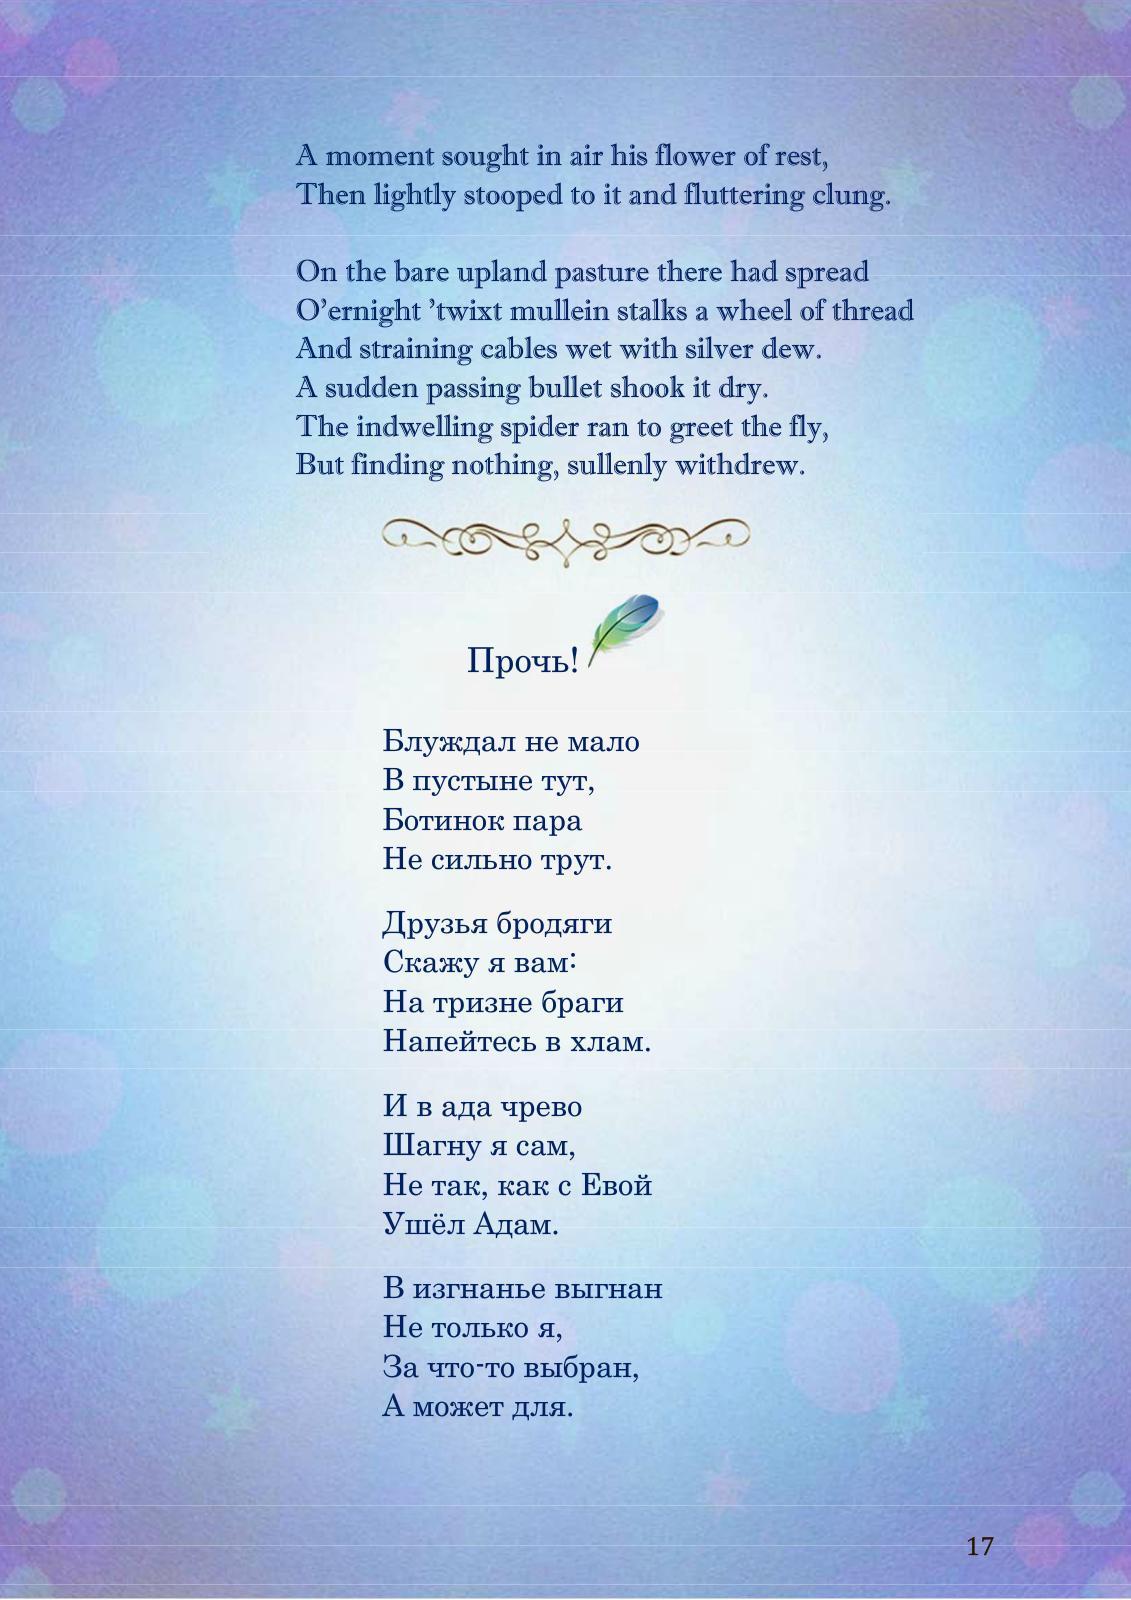 A moment sought in air his flower of rest,
Then lightly stooped to it and fluttering clung.
On the bare upland pasture there had spread
O’ernight ’twixt mullein stalks a wheel of thread
And straining cables wet with silver dew.
A sudden passing bullet shook it dry.
The indwelling spider ran to greet the fly,
But finding nothing, sullenly withdrew.
Прочь!
Блуждал не мало
В пустыне тут,
Ботинок пара
Не сильно трут.
Друзья бродяги
Скажу я вам:
На тризне браги
Напейтесь в хлам.
И в ада чрево
Шагну я сам,
Не так, как с Евой
Ушёл Адам.
В изгнанье выгнан
Не только я,
За что-то выбран,
А может для.
17